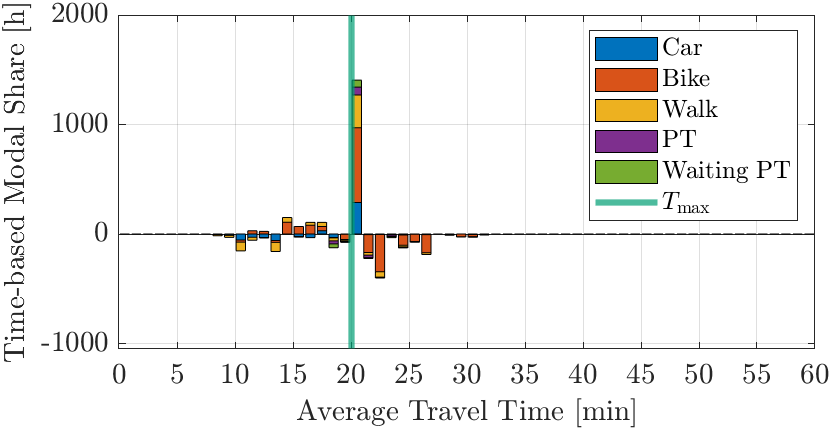 Time-based Modal Share [h]
2000
1000
0
-1000
Car
Bike
Walk
PT
Waiting PT
Tmax
0 5 10 15 20 25 30 35 40 45 50 55 60
Average Travel Time [min]